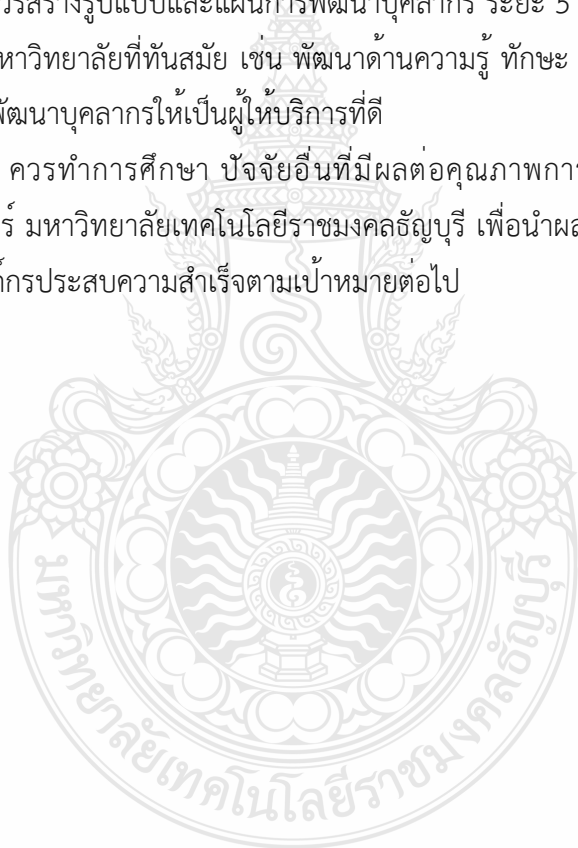 วรสร้างรูปแบบและแผนการพัฒนาบุคลากร ระยะ 5
หาวิทยาลัยที่ทันสมัย เช่น พัฒนาด้านความรู้ ทักษะ
พัฒนาบุคลากรให้เป็นผู้ให้บริการที่ดี
ควรทำการศึกษา ปัจจัยอื่นที่มีผลต่อคุณภาพการ
ร์ มหาวิทยาลัยเทคโนโลยีราชมงคลธัญบุรี เพื่อนำผล
์กรประสบความสำเร็จตามเป้าหมายต่อไป
มหาวิทยาลัยเทคโนโลยีราชมงคลธัญบุรี